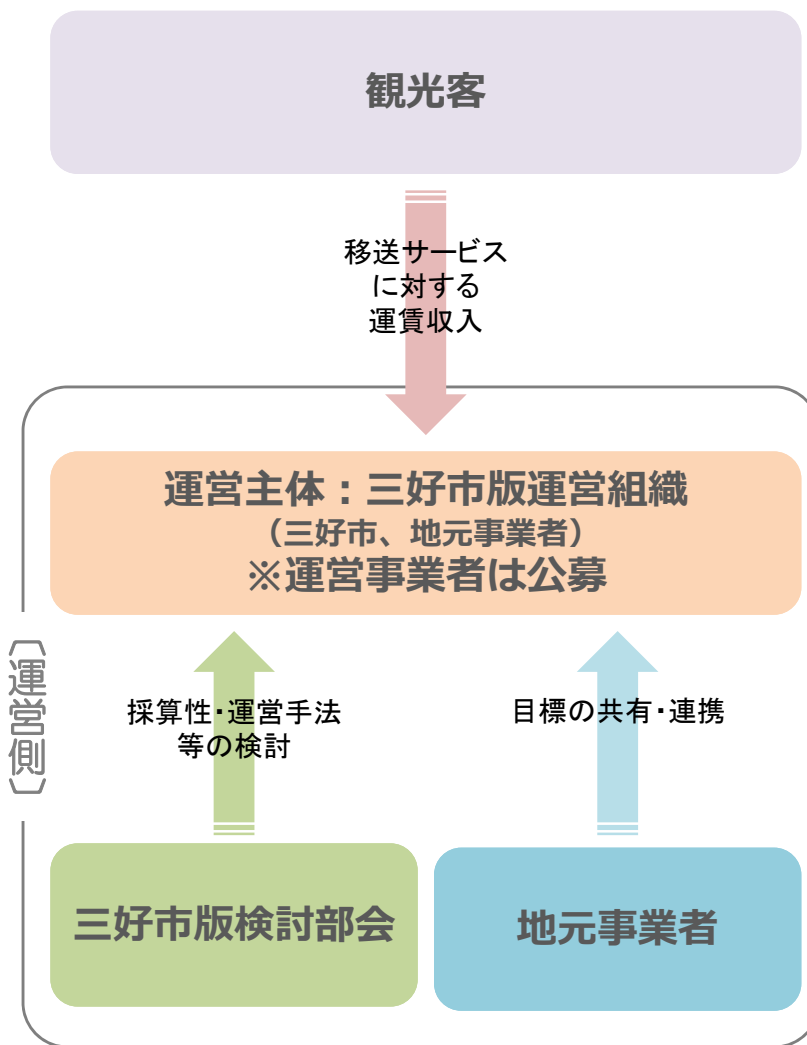 観光客
移送サービス
に対する
運賃収入
運営主体:三好市版運営組織
(三好市、地元事業者)
※運営事業者は公募
〔運営側〕
採算性・運営手法
等の検討
目標の共有・連携
三好市版検討部会
地元事業者